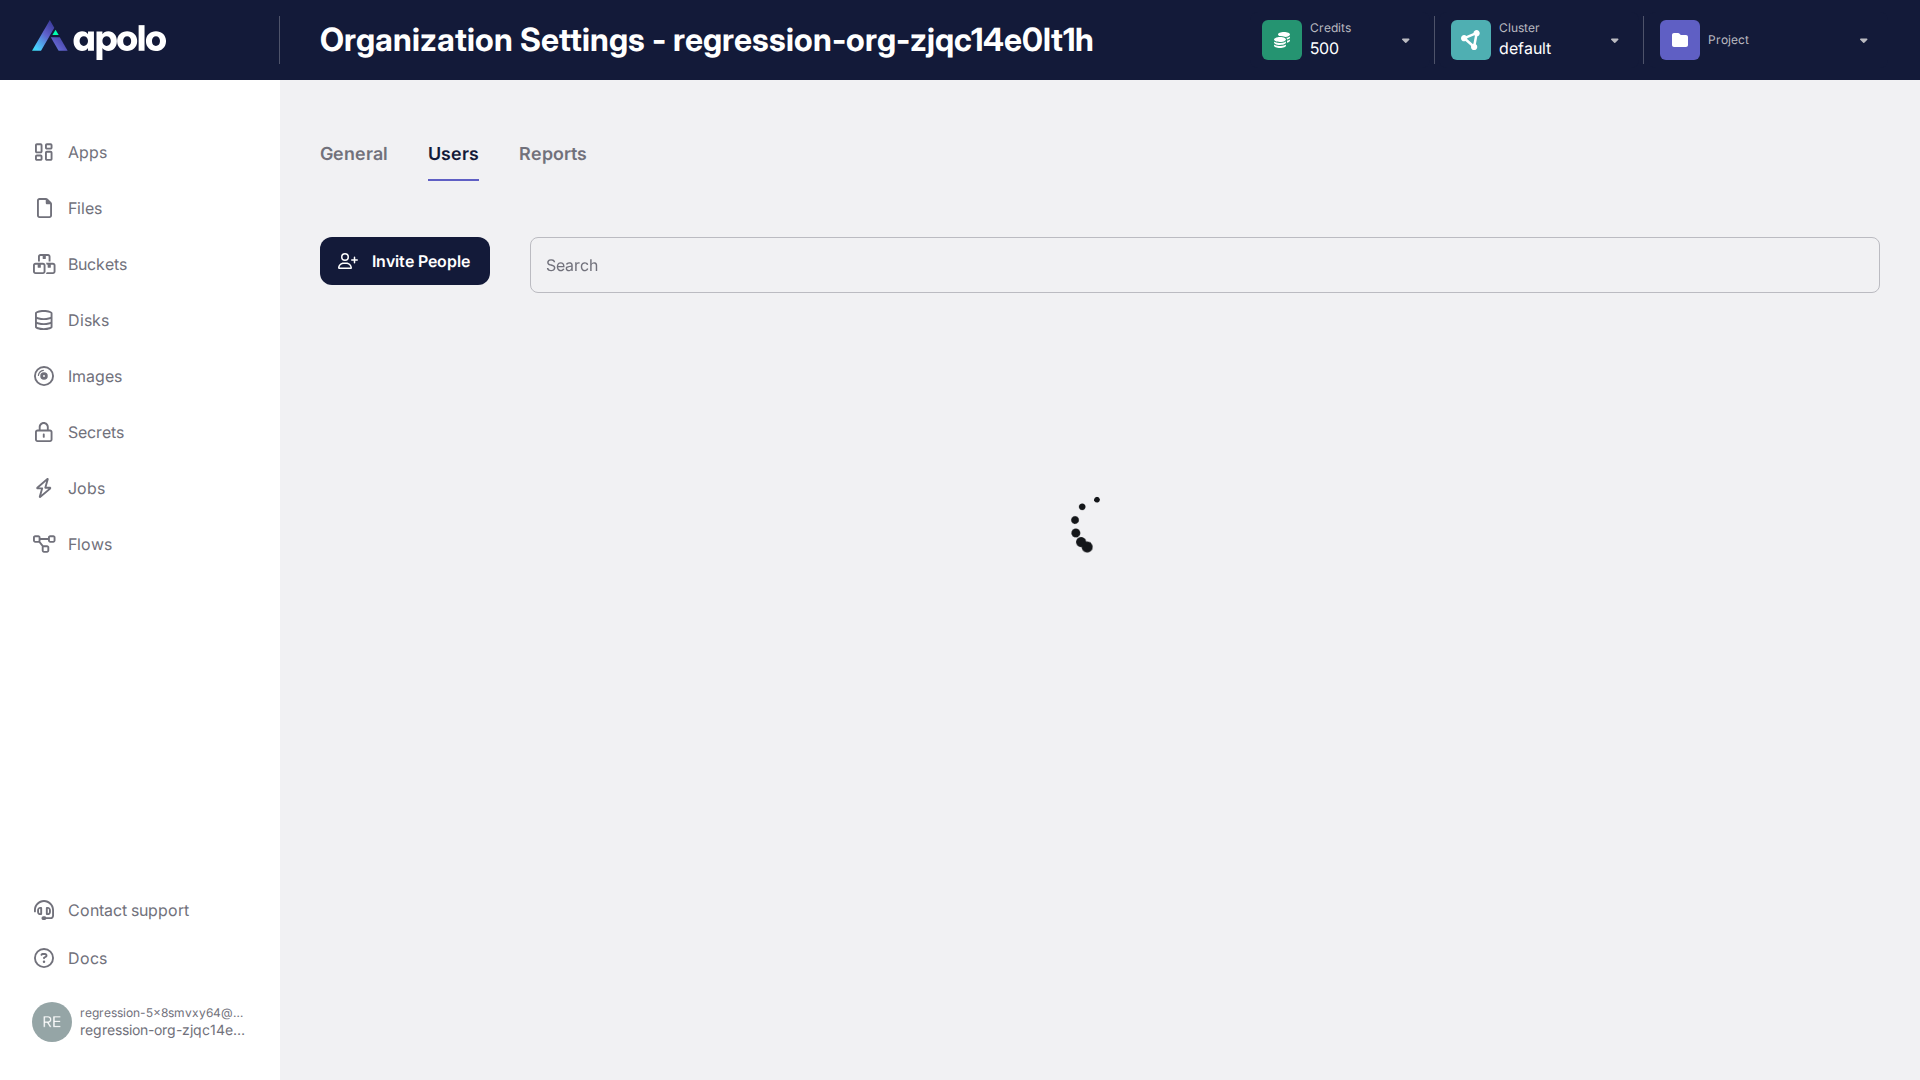 apolo
Organization Settings - regression-org-zjqc14e0lt1h
Credits
500
Cluster
default
Project
Apps
Files
Buckets
Disks
Images
Secrets
Jobs
Flows
General
Users
Reports
Invite People
Search
Contact support
Docs
RE
regression-5x8smvxy64@...
regression-org-zjqc14e...